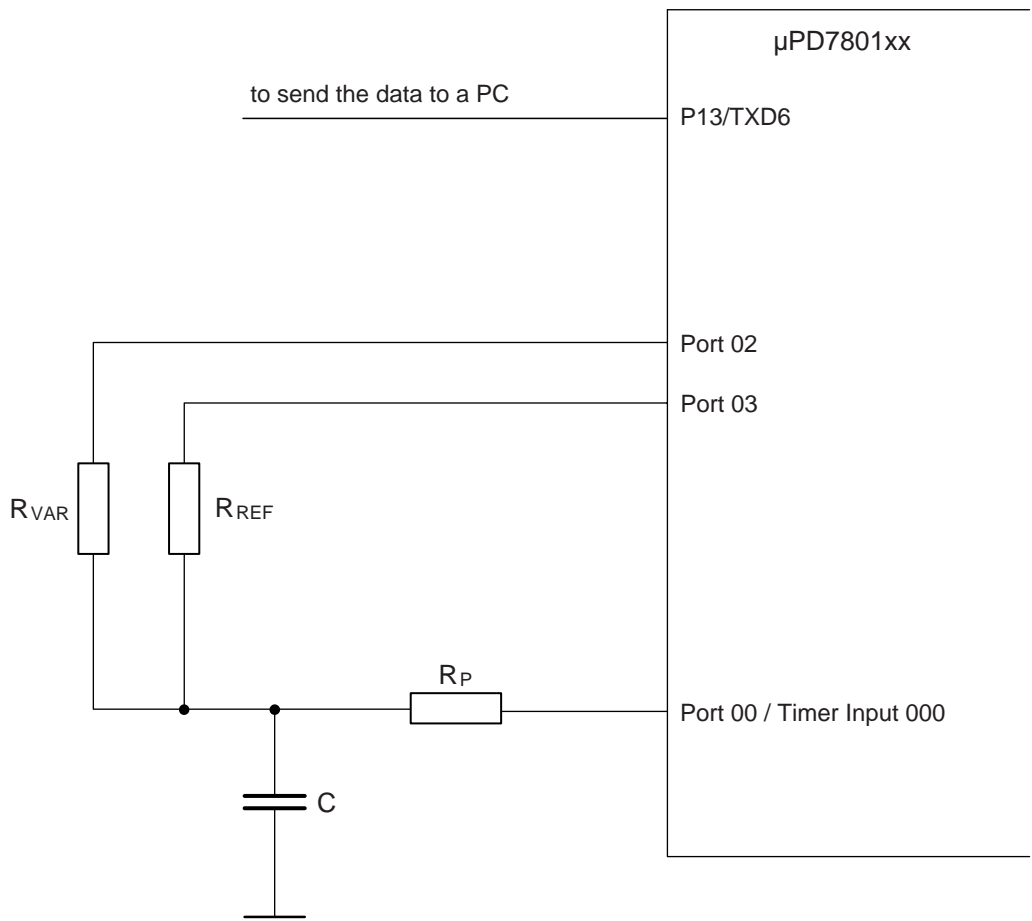 µPD7801xx
to send the data to a PC
P13/TXD6
Port 02
Port 03
RVAR
RREF
RP
Port 00 / Timer Input 000
C